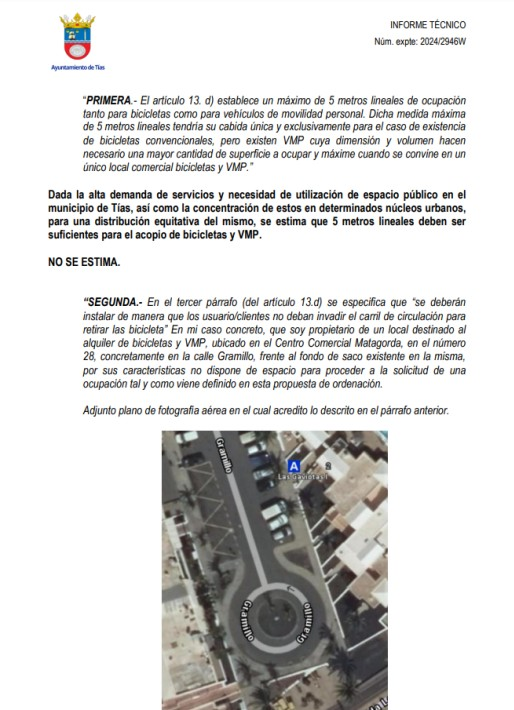 INFORME TÉCNICO
Núm. expte: 2024/2946W
Ayuntamiento de Tías
"PRIMERA.- El articulo 13. d) establece un máximo de 5 metros lineales de ocupación
tanto para bicicletas como para vehículos de movilidad personal. Dicha medida máxima
de 5 metros lineales tendría su cabida única y exclusivamente para el caso de existencia
de bicicletas convencionales, pero existen VMP cuya dimensión y volumen hacen
necesario una mayor cantidad de superficie a ocupar y máxime cuando se convine en un
único local comercial bicicletas y VMP."
Dada la alta demanda de servicios y necesidad de utilización de espacio público en el
municipio de Tías, así como la concentración de estos en determinados núcleos urbanos,
para una distribución equitativa del mismo, se estima que 5 metros lineales deben ser
suficientes para el acopio de bicicletas y VMP.
NO SE ESTIMA.
"SEGUNDA.- En el tercer párrafo (del articulo 13.d) se especifica que "se deberán
instalar de manera que los usuario/clientes no deban invadir el carril de circulación para
retirar las bicicleta" En mi caso concreto, que soy propietario de un local destinado al
alquiler de bicicletas y VMP, ubicado en el Centro Comercial Matagorda, en el número
28, concretamente en la calle Gramillo, frente al fondo de saco existente en la misma,
por sus características no dispone de espacio para proceder a la solicitud de una
ocupación tal y como viene definido en esta propuesta de ordenación.
Adjunto plano de fotografía aérea en el cual acredito lo descrito en el párrafo anterior.
Gramillo
A
2
Las Gaviotas I
Gramillo
Gramillo